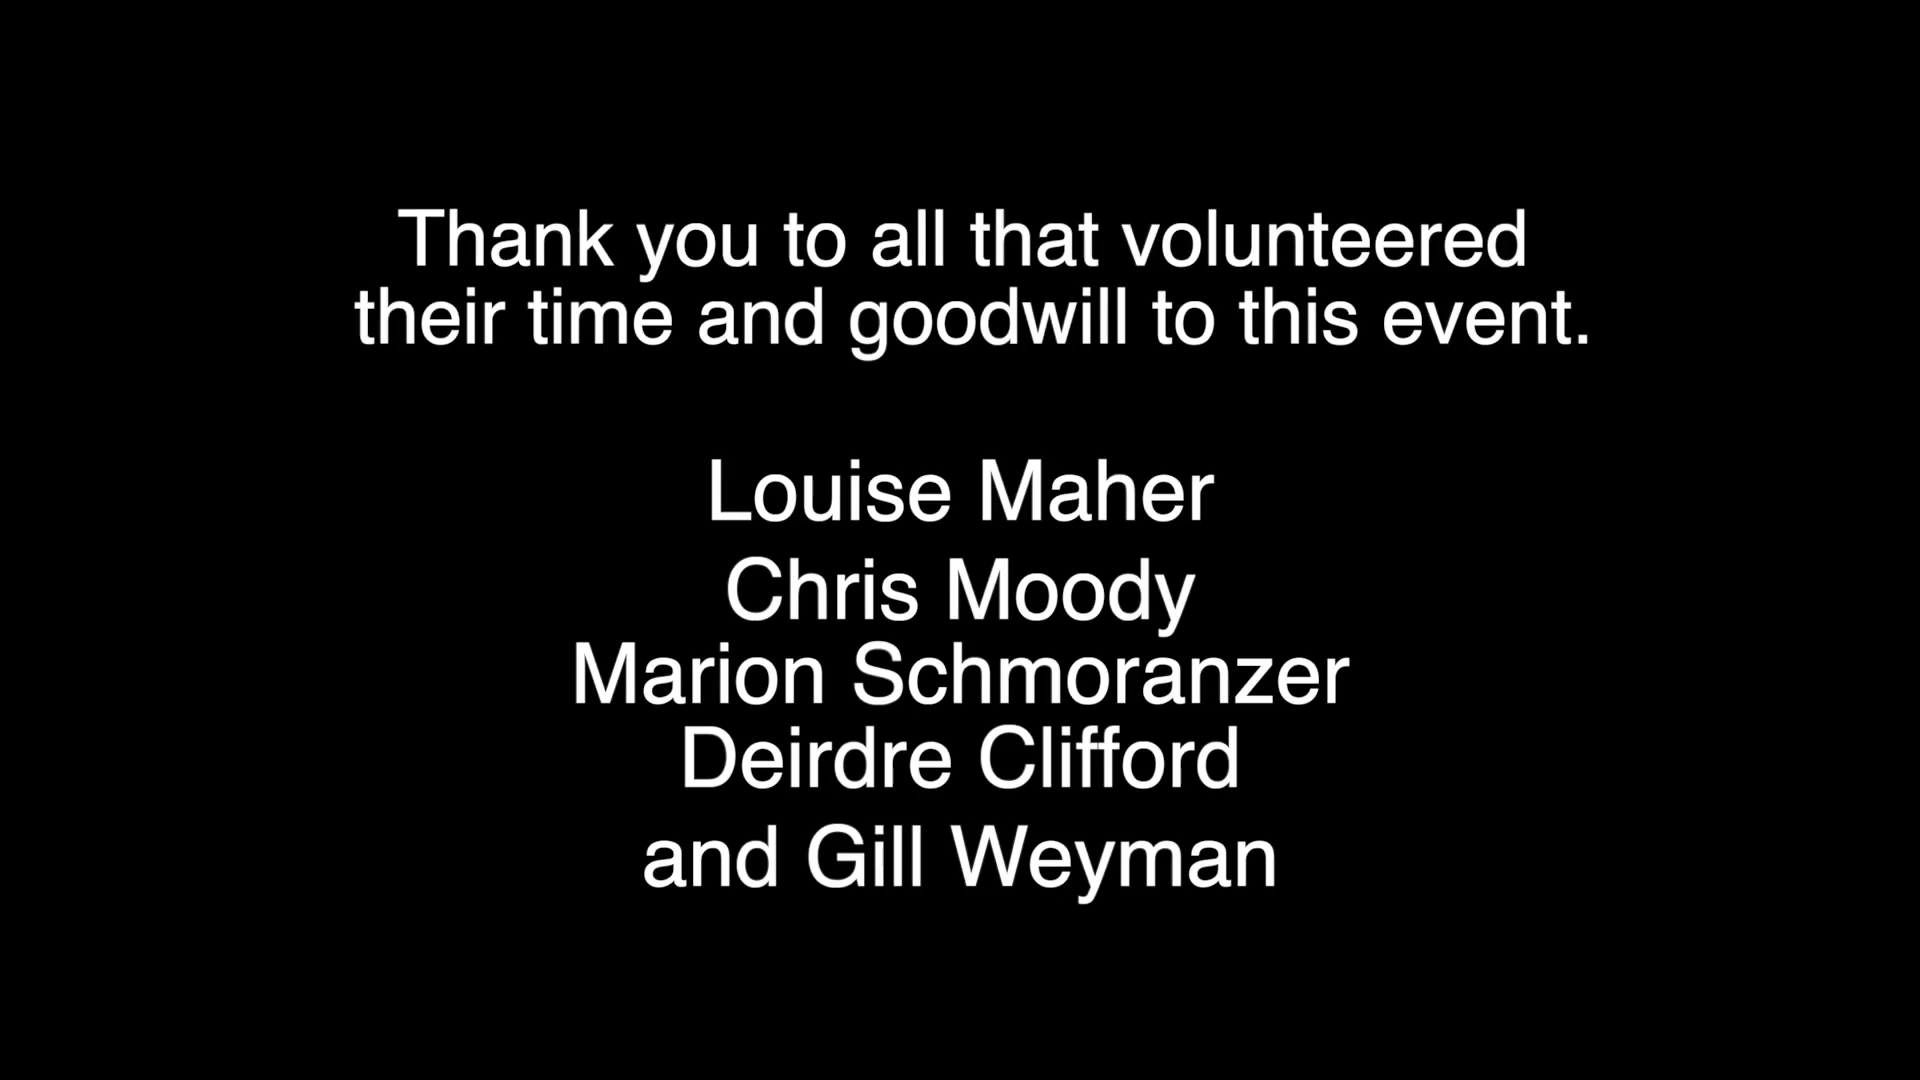 Thank you to all that volunteered
their time and goodwill to this event.
Louise Maher
Chris Moody
Marion Schmoranzer
Deirdre Clifford
and Gill Weyman